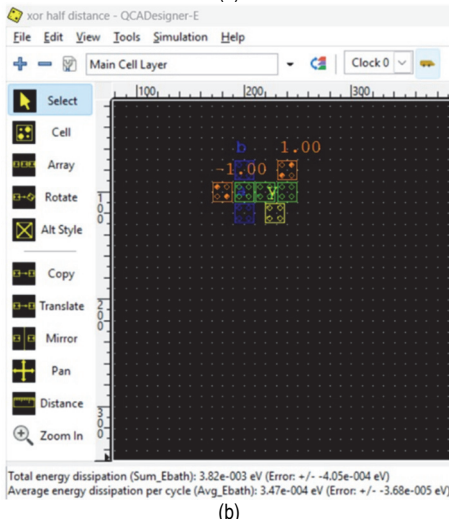 xor half distance - QCADesigner-E
File Edit View Tools Simulation Help
Main Cell Layer Clock 0
Select
Cell
Array
Rotate
Alt Style
Copy
Translate
Mirror
Pan
Distance
Zoom In
100 200 300
100
200
300
b 1.00
-1.00
y
Total energy dissipation (Sum_Ebath): 3.82e-003 eV (Error: +/- -4.05e-004 eV)
Average energy dissipation per cycle (Avg_Ebath): 3.47e-004 eV (Error: +/- -3.68e-005 eV)
(b)